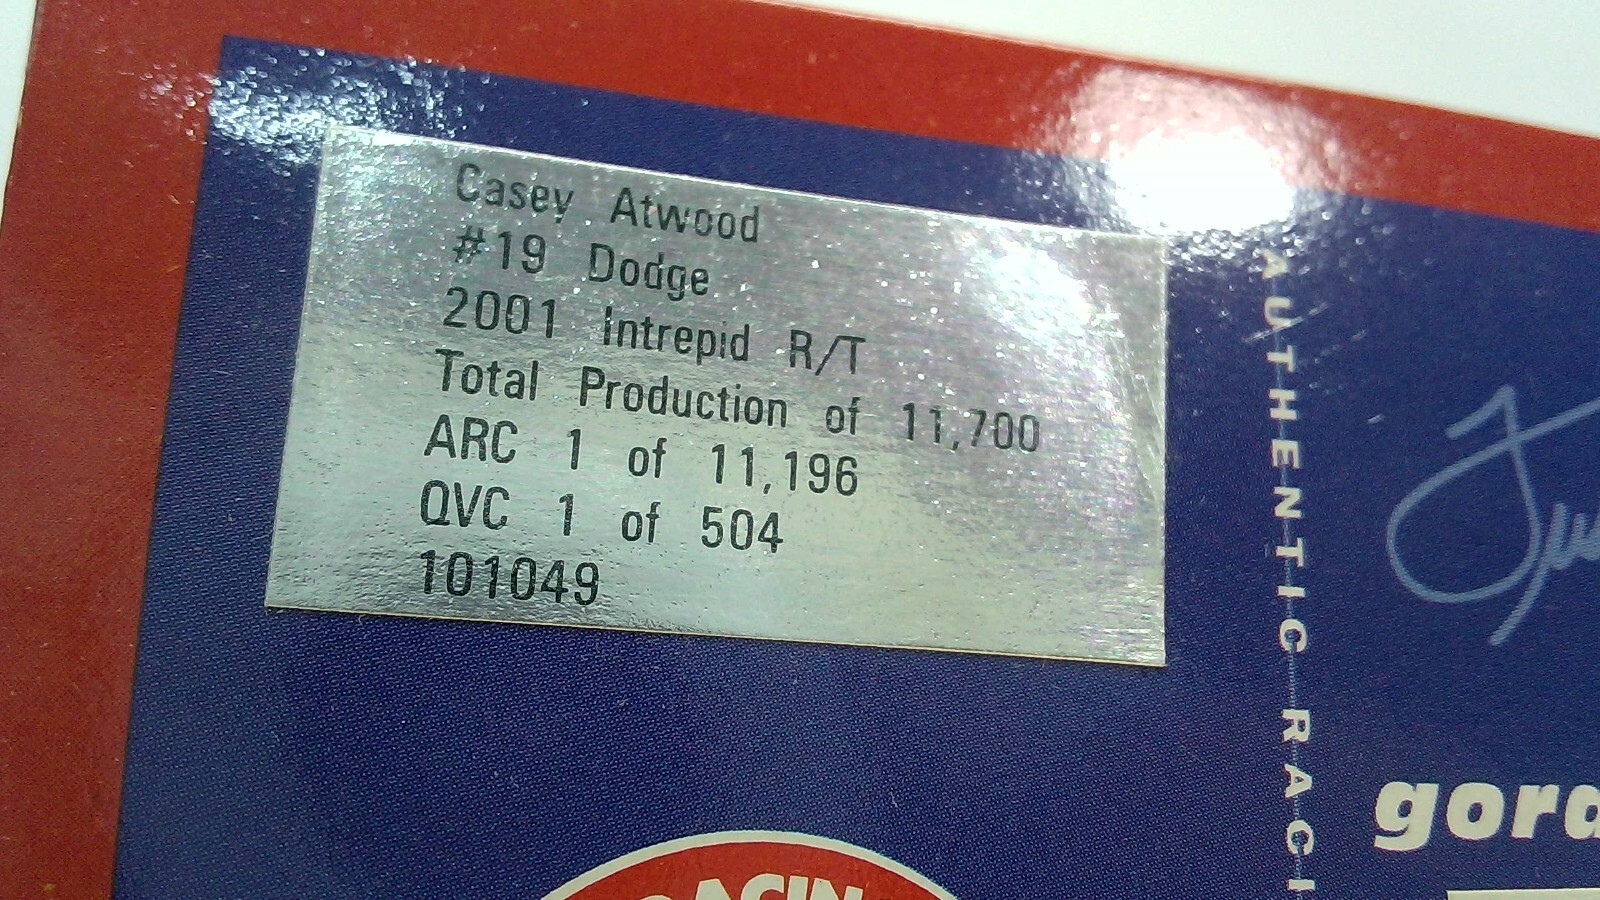 Casey Atwood
#19 Dodge
2001 Intrepid R/T
Total Production of 11,700
ARC 1 of 11,196
QVC 1 of 504
101049
AUTHENTIC RACI
gord
RACIN